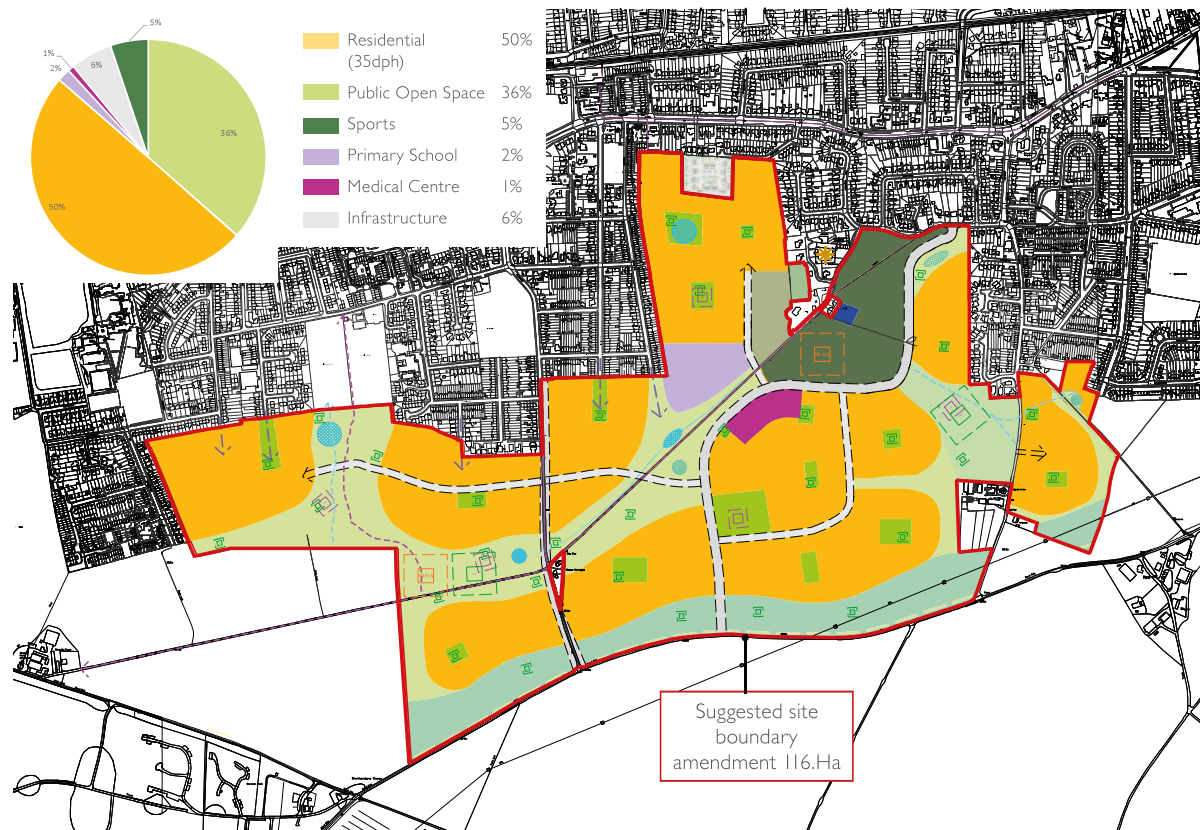 5%
1%
2%
6%
36%
50%
Residential 50%
(35dph)
Public Open Space 36%
Sports 5%
Primary School 2%
Medical Centre 1%
Infrastructure 6%
Suggested site
boundary
amendment 116.Ha